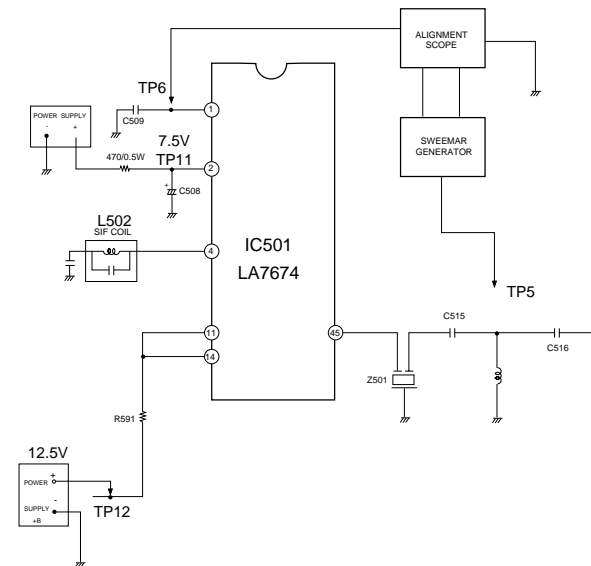 ALIGNMENT
SCOPE
TP6
1
C509
POWER SUPPLY
- +
7.5V
TP11
470/0.5W
2
+
C508
SWEEMAR
GENERATOR
L502
SIF COIL
4
IC501
LA7674
TP5
11
14
45
C515
C516
Z501
R591
12.5V
POWER +
-
SUPPLY
+B
TP12